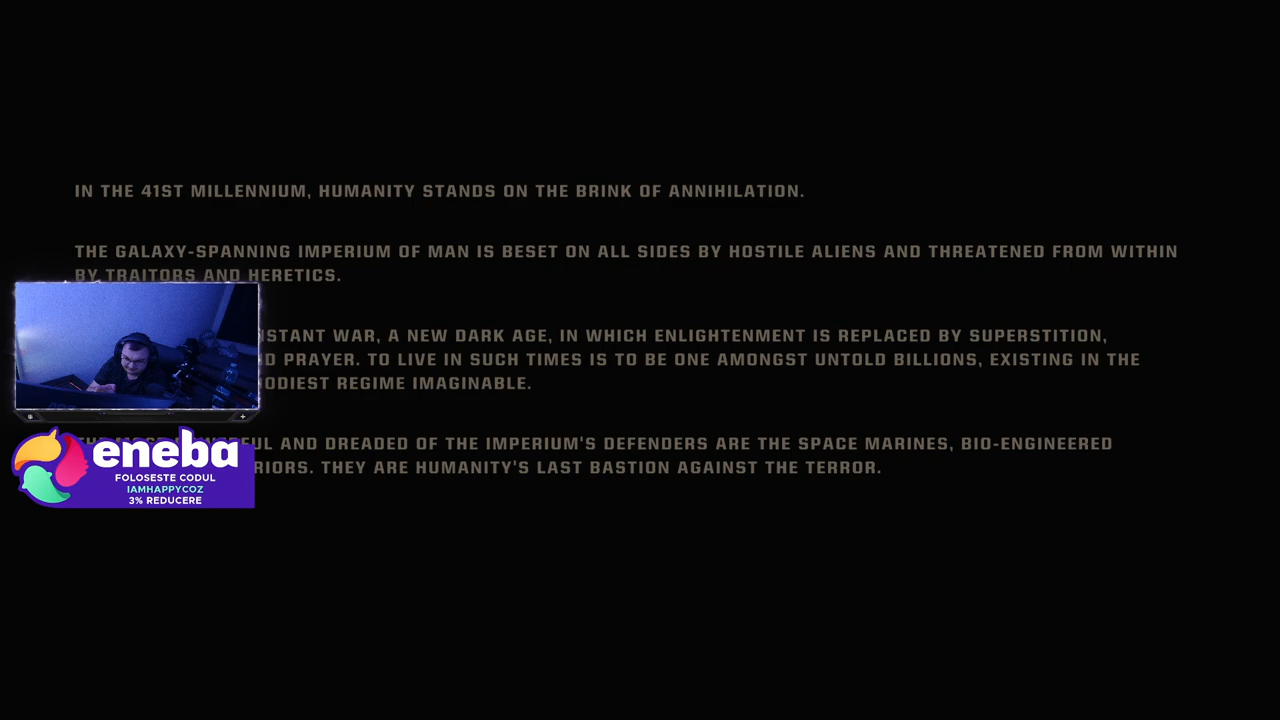 IN THE 41ST MILLENNIUM, HUMANITY STANDS ON THE BRINK OF ANNIHILATION.
THE GALAXY-SPANNING IMPERIUM OF MAN IS BESET ON ALL SIDES BY HOSTILE ALIENS AND THREATENED FROM WITHIN
BY TRAITORS AND HERETICS.
WAR, A NEW DARK AGE, IN WHICH ENLIGHTENMENT IS REPLACED BY SUPERSTITION,
PRAYER. TO LIVE IN SUCH TIMES IS TO BE ONE AMONGST UNTOLD BILLIONS, EXISTING IN THE
REGIME IMAGINABLE.
AND DREADED OF THE IMPERIUM'S DEFENDERS ARE THE SPACE MARINES, BIO-ENGINEERED
THEY ARE HUMANITY'S LAST BASTION AGAINST THE TERROR.
eneba
FOLOSESTE CODUL
IAMHAPPYCOZ
3% REDUCERE